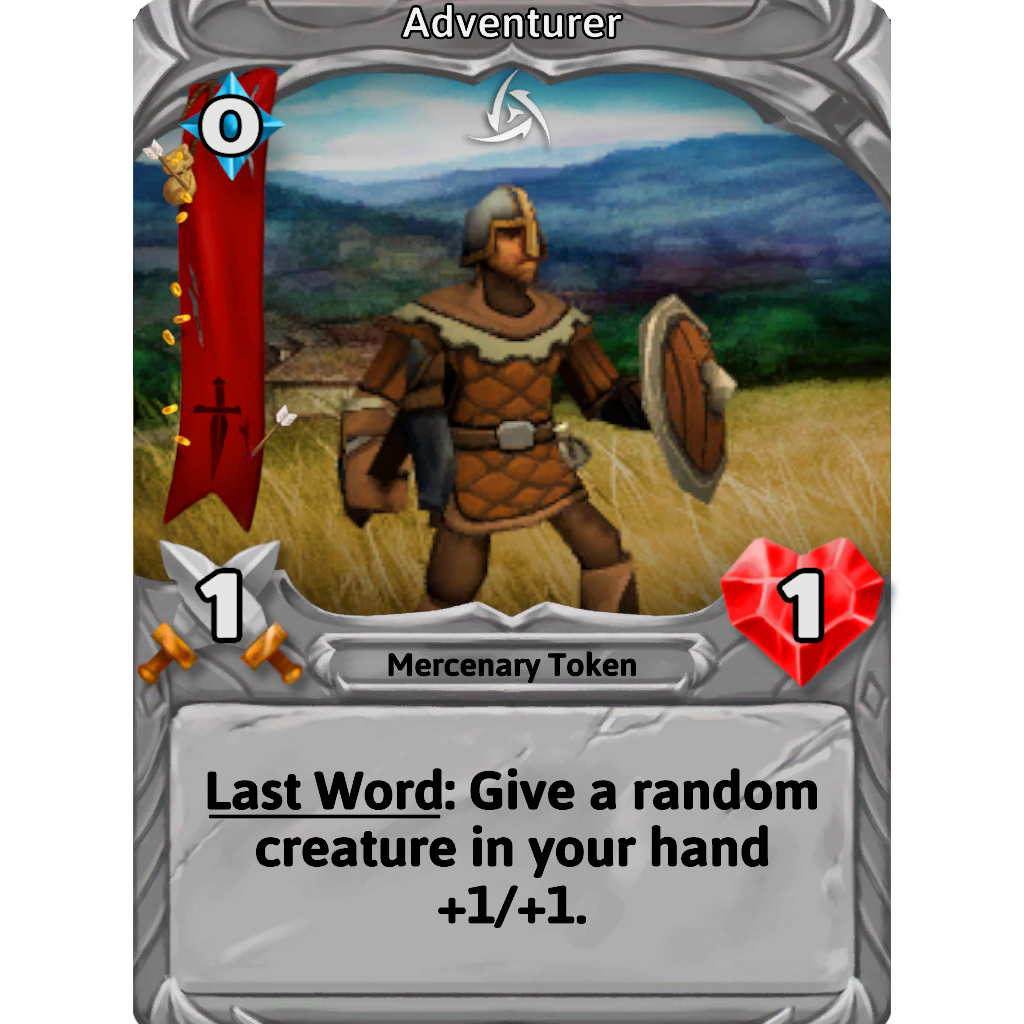 Adventurer
0
1
1
Mercenary Token
Last Word: Give a random
creature in your hand
+1/+1.